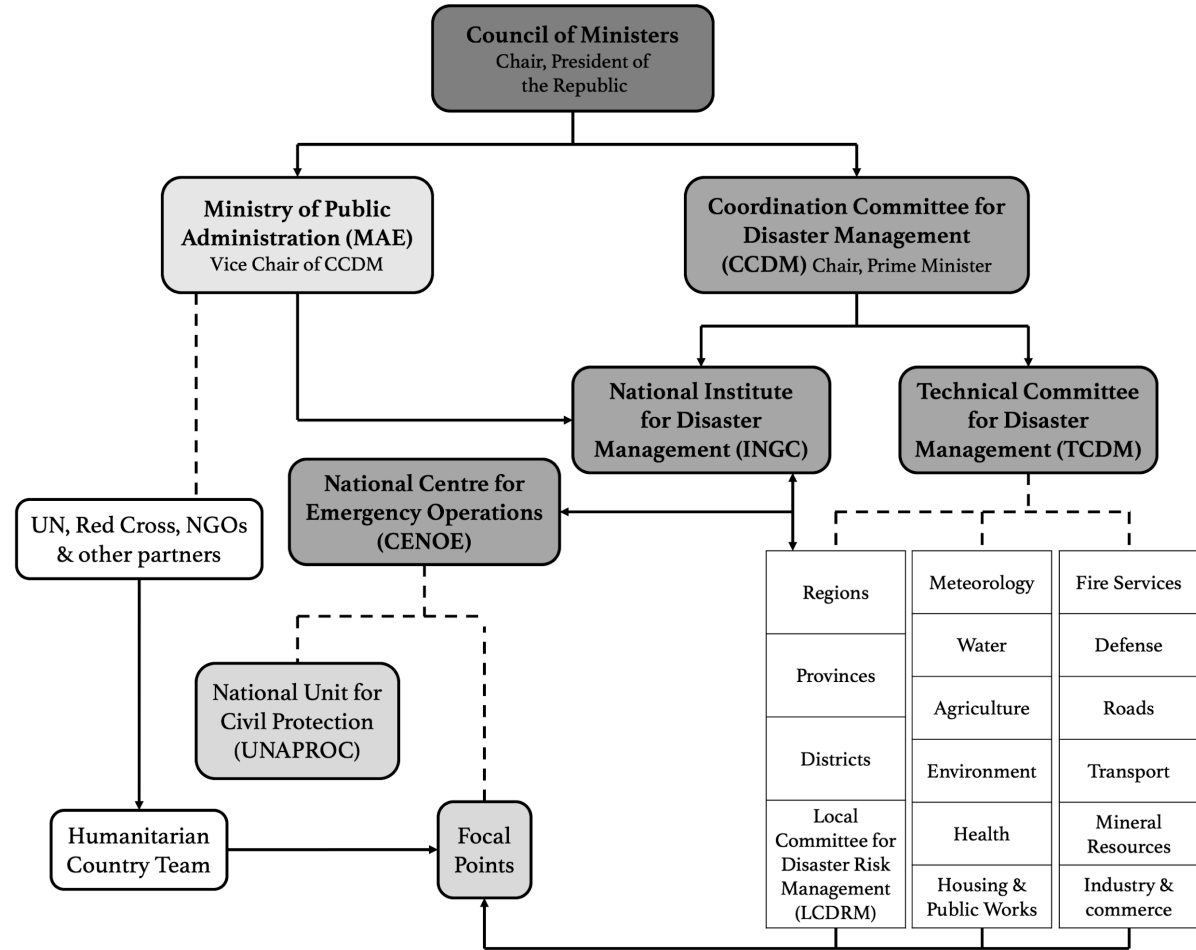 Council of Ministers
Chair, President of
the Republic
Ministry of Public
Administration (MAE)
Vice Chair of CCDM
Coordination Committee for
Disaster Management
(CCDM) Chair, Prime Minister
National Institute
for Disaster
Management (INGC)
Technical Committee
for Disaster
Management (TCDM)
National Centre for
Emergency Operations
(CENOE)
UN, Red Cross, NGOs
& other partners
National Unit for
Civil Protection
(UNAPROC)
Humanitarian
Country Team
Focal
Points
Regions
Provinces
Districts
Local
Committee for
Disaster Risk
Management
(LCDRM)
Meteorology
Water
Agriculture
Environment
Health
Housing &
Public Works
Fire Services
Defense
Roads
Transport
Mineral
Resources
Industry &
commerce